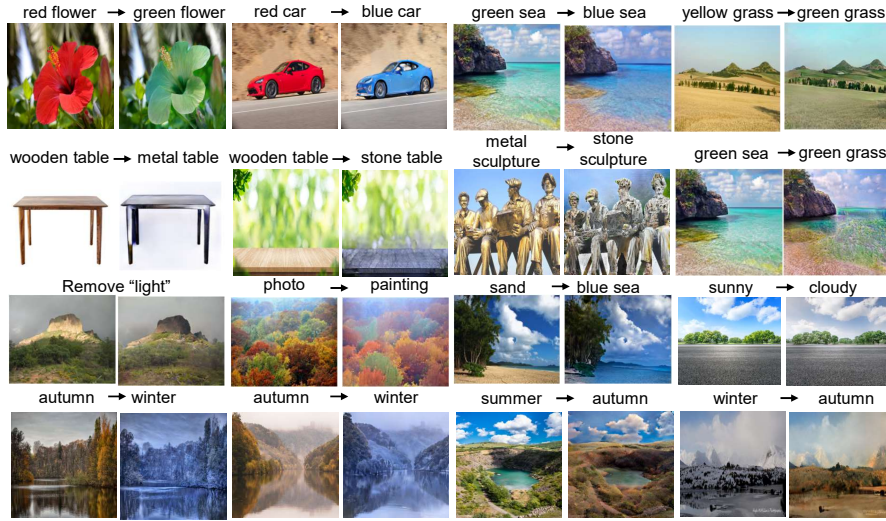 red flower → green flower
red car → blue car
green sea → blue sea
yellow grass → green grass
wooden table → metal table
wooden table → stone table
metal sculpture → stone sculpture
green sea → green grass
Remove “light”
photo → painting
sand → blue sea
sunny → cloudy
autumn → winter
autumn → winter
summer → autumn
winter → autumn